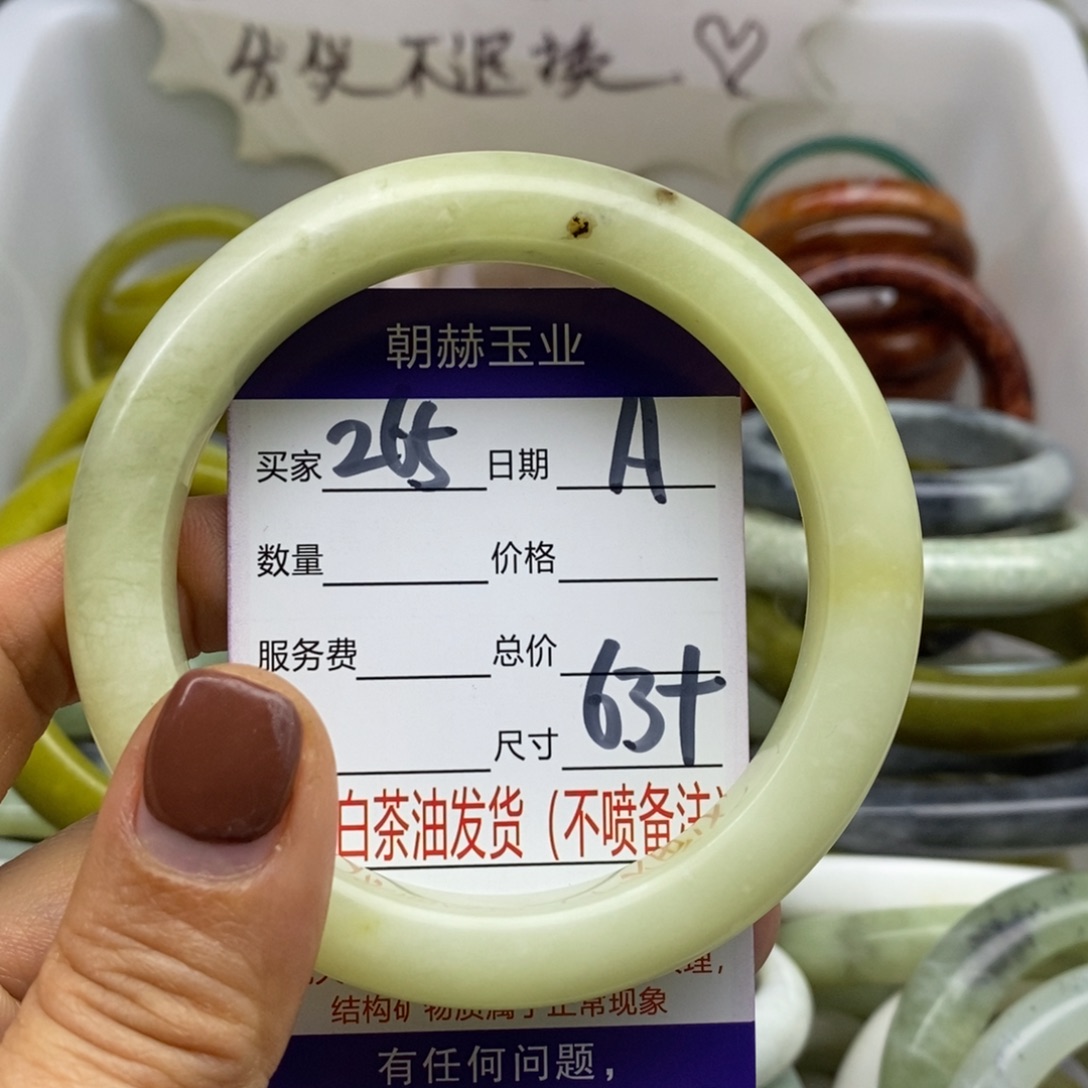 不退换 ♡
朝赫玉业
买家 265 日期 A
数量 价格
服务费 总价
尺寸 63+
白茶油发货（不喷备注）
理，
结构矿物质属于正常现象
有任何问题，